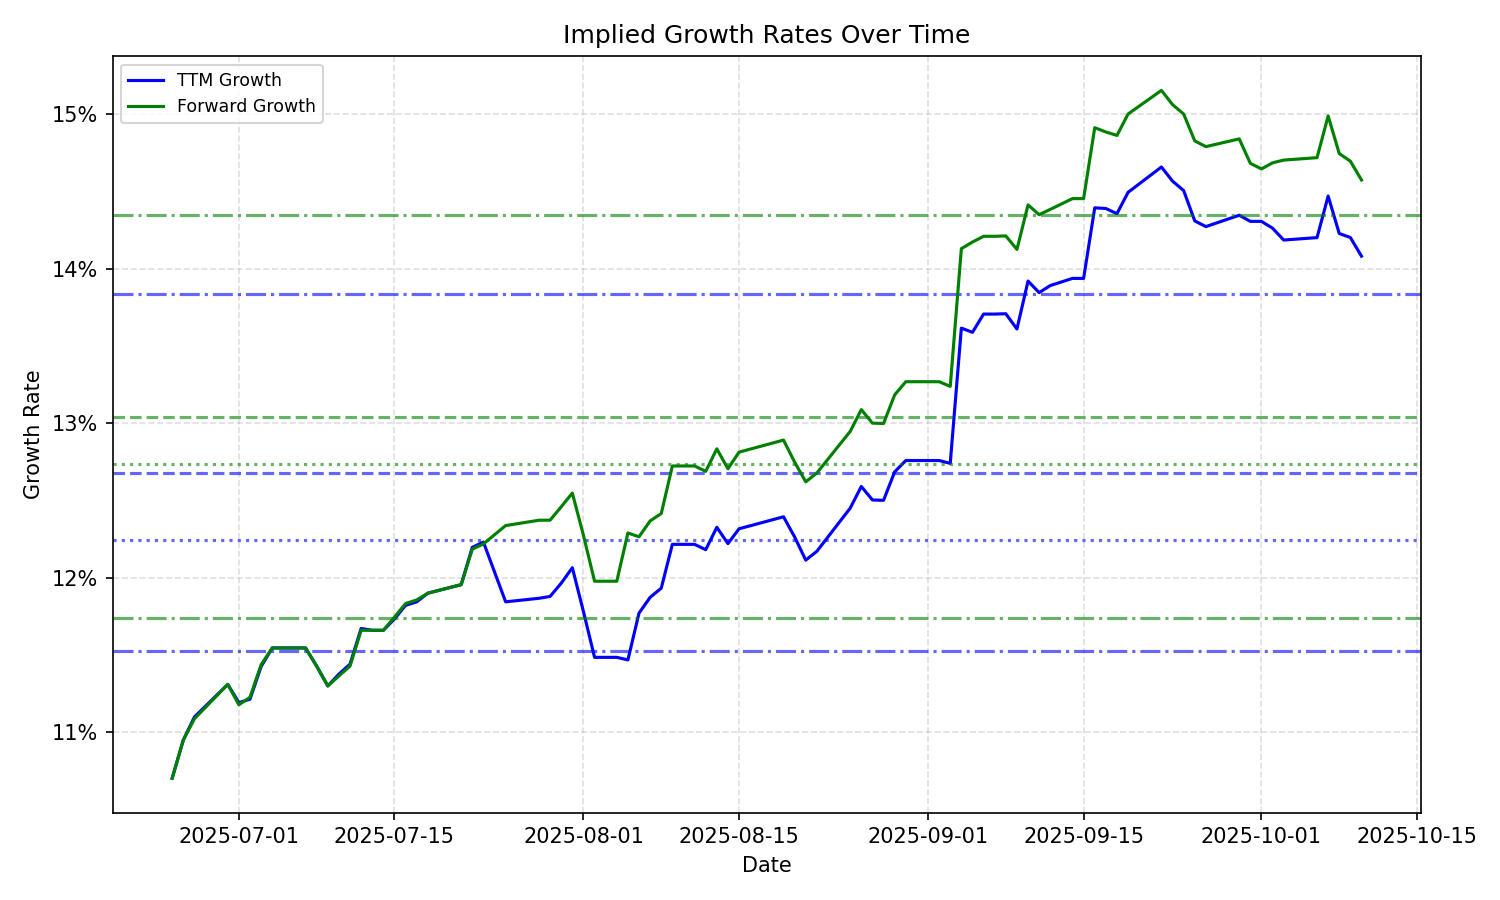 Implied Growth Rates Over Time
TTM Growth
Forward Growth
15%
14%
13%
12%
11%
Growth Rate
2025-07-01
2025-07-15
2025-08-01
2025-08-15
2025-09-01
2025-09-15
2025-10-01
2025-10-15
Date